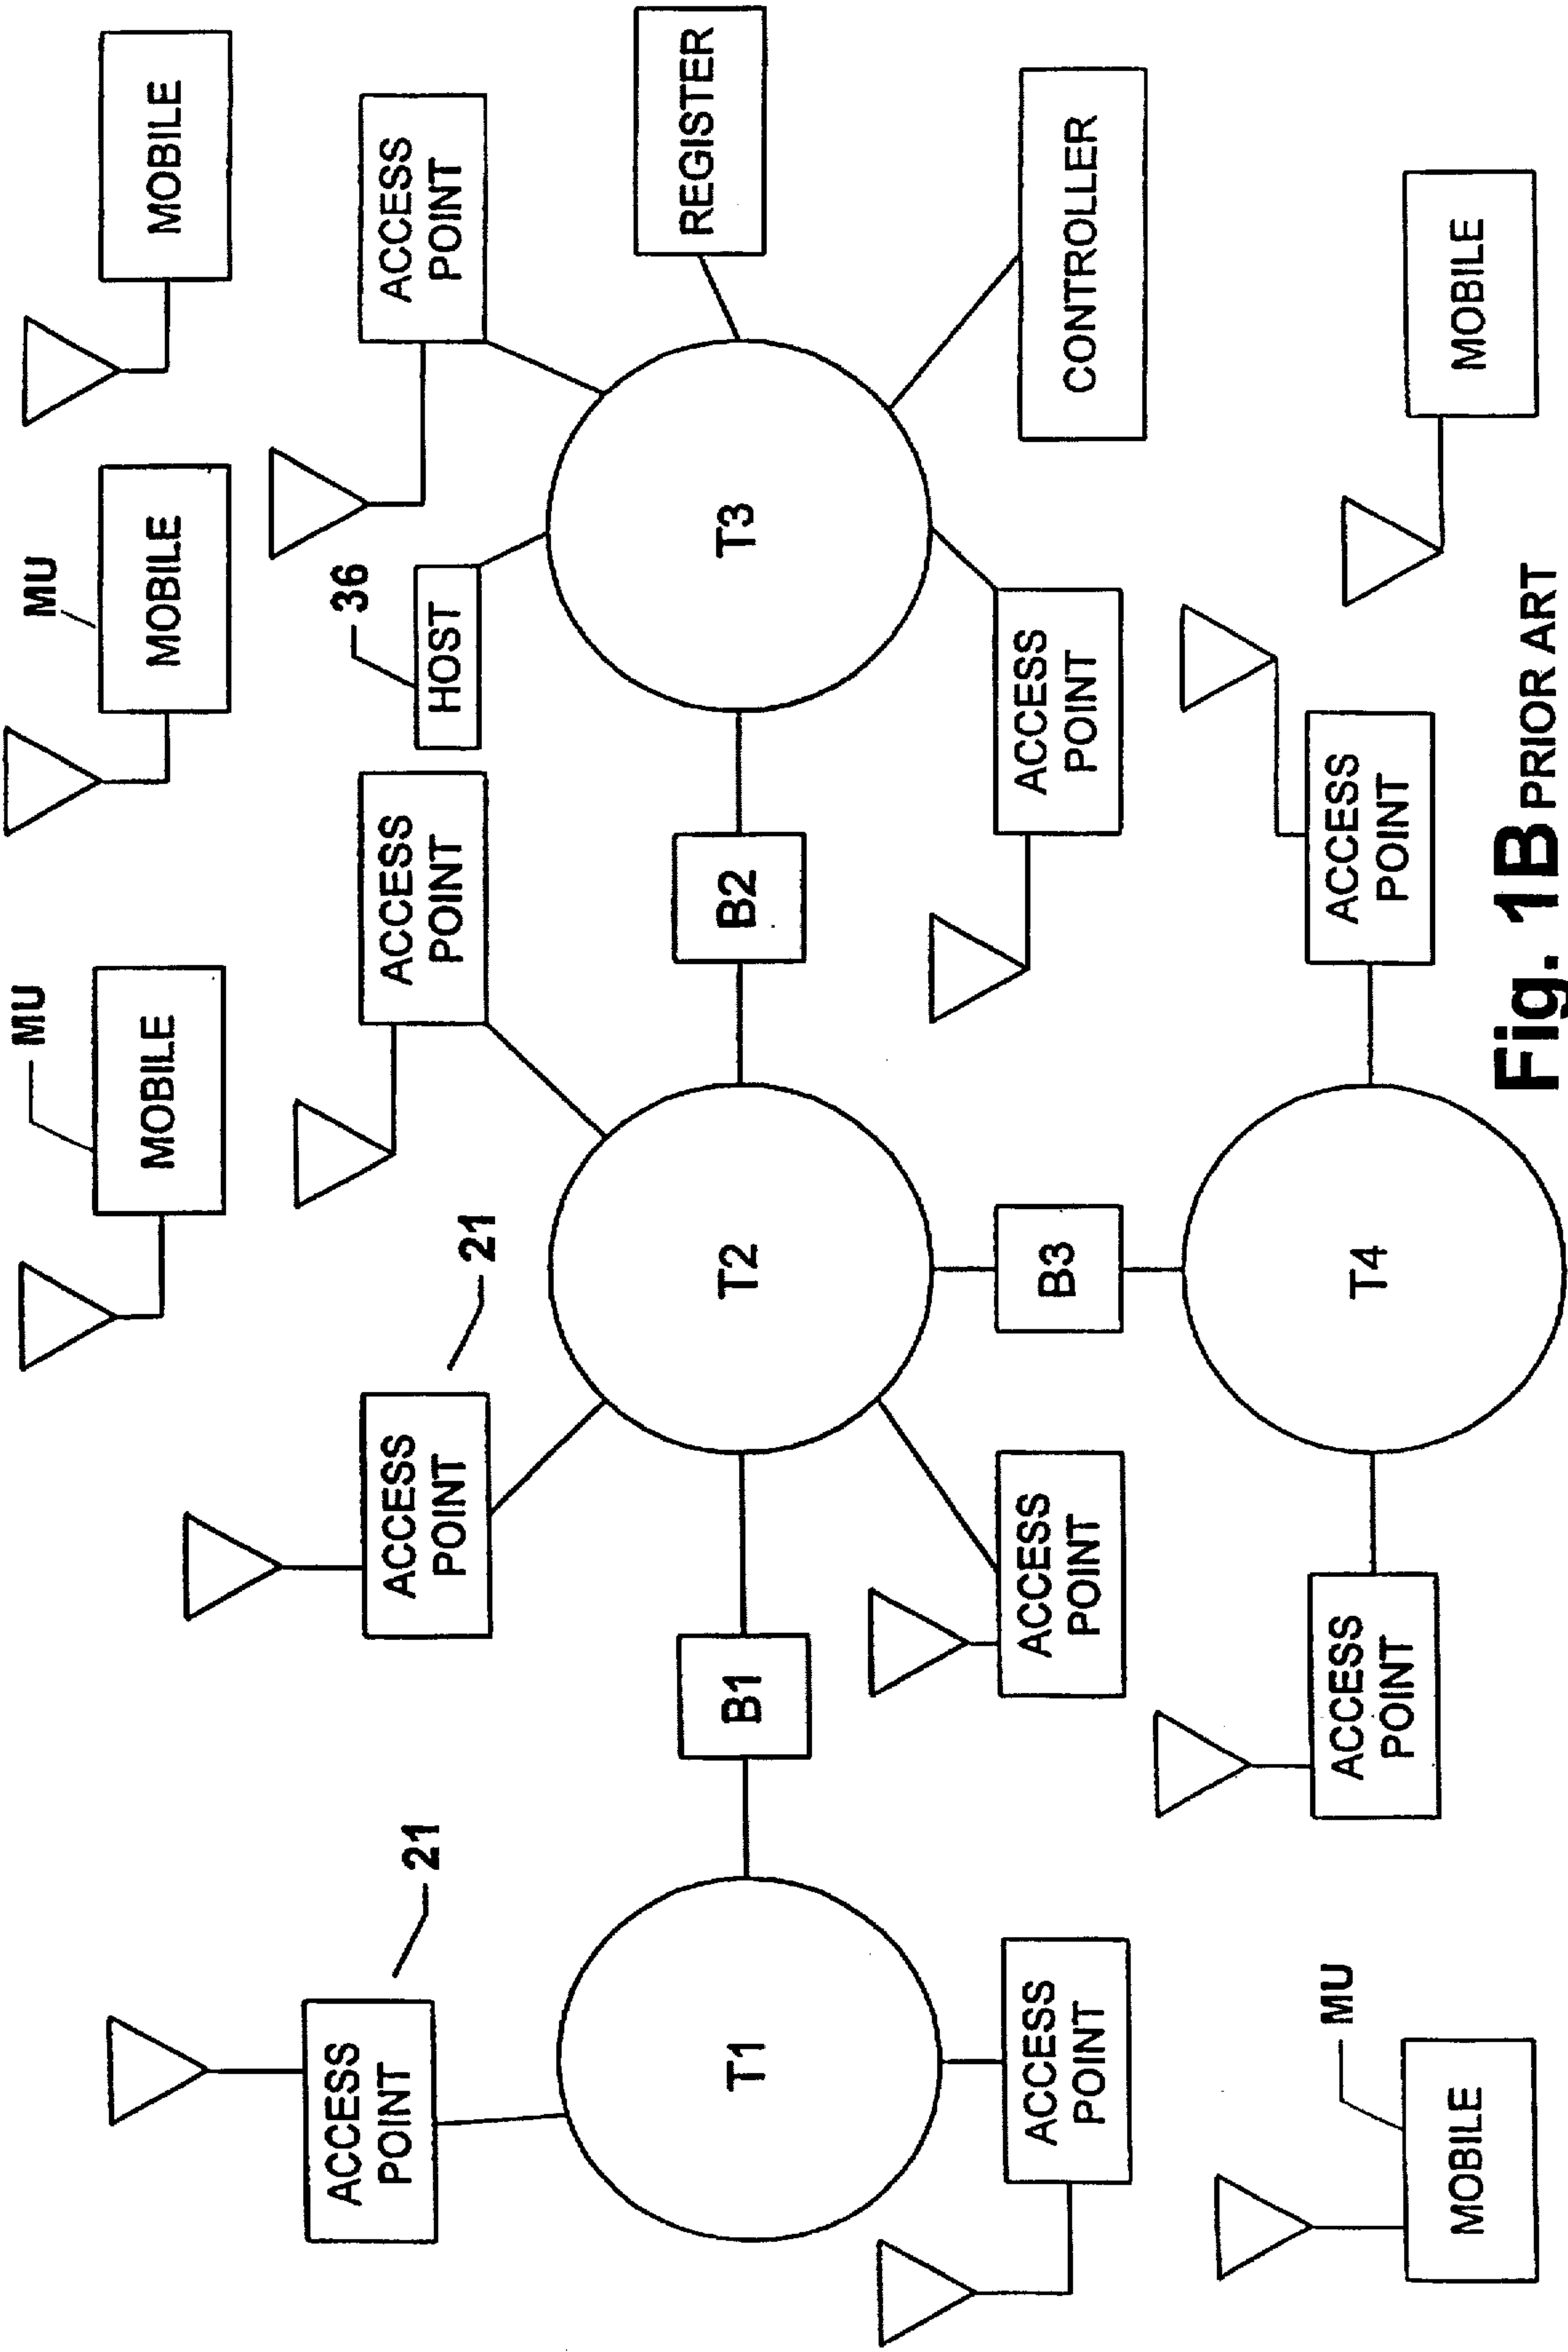 MU
MU
MOBILE
MOBILE
MOBILE
36
ACCESS
POINT
21
ACCESS
POINT
21
ACCESS
POINT
HOST
ACCESS
POINT
T1
B1
T2
B2
T3
REGISTER
ACCESS
POINT
ACCESS
POINT
B3
ACCESS
POINT
CONTROLLER
MU
ACCESS
POINT
T4
ACCESS
POINT
MOBILE
MOBILE
Fig. 1B PRIOR ART